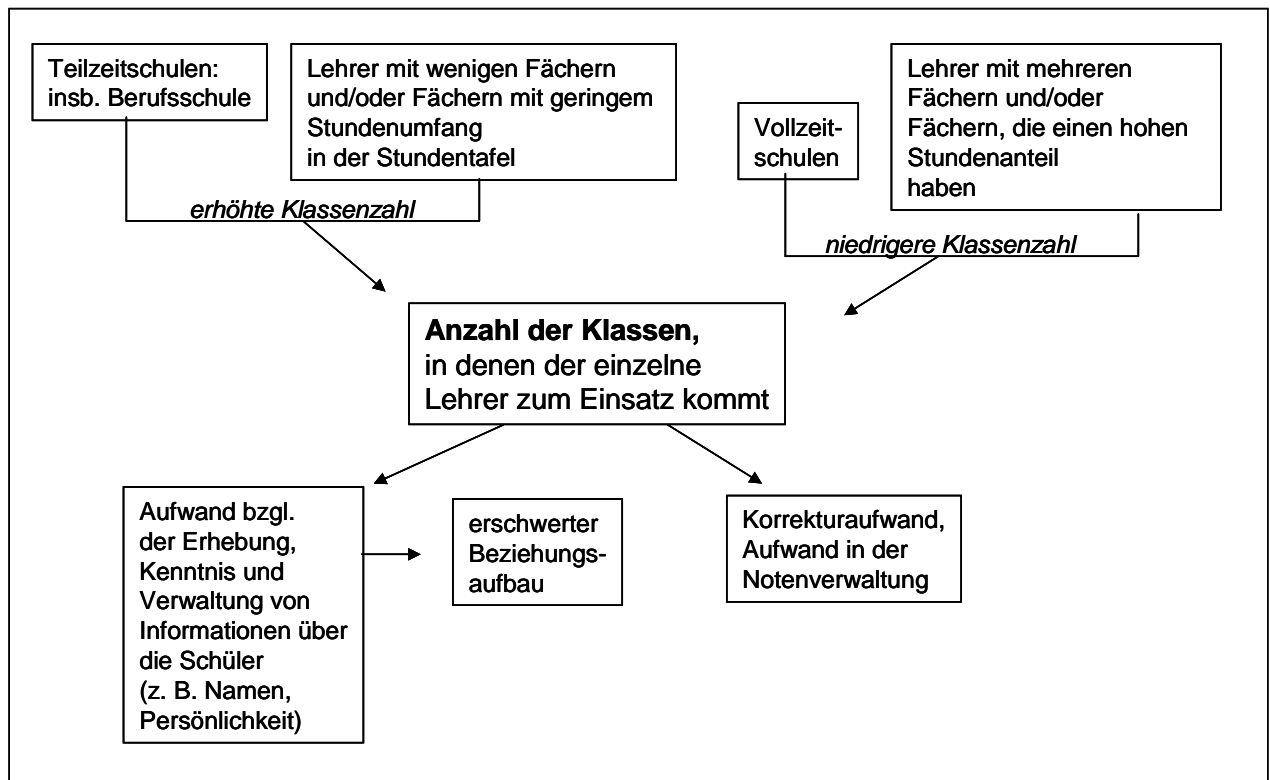 Teilzeitschulen:
insb. Berufsschule
Lehrer mit wenigen Fächern
und/oder Fächern mit geringem
Stundenumfang
in der Stundentafel
erhöhte Klassenzahl
Vollzeit-
schulen
Lehrer mit mehreren
Fächern und/oder
Fächern, die einen hohen
Stundenanteil
haben
niedrigere Klassenzahl
Anzahl der Klassen,
in denen der einzelne
Lehrer zum Einsatz kommt
Aufwand bzgl.
der Erhebung,
Kenntnis und
Verwaltung von
Informationen über
die Schüler
(z. B. Namen,
Persönlichkeit)
erschwerter
Beziehungs-
aufbau
Korrekturaufwand,
Aufwand in der
Notenverwaltung